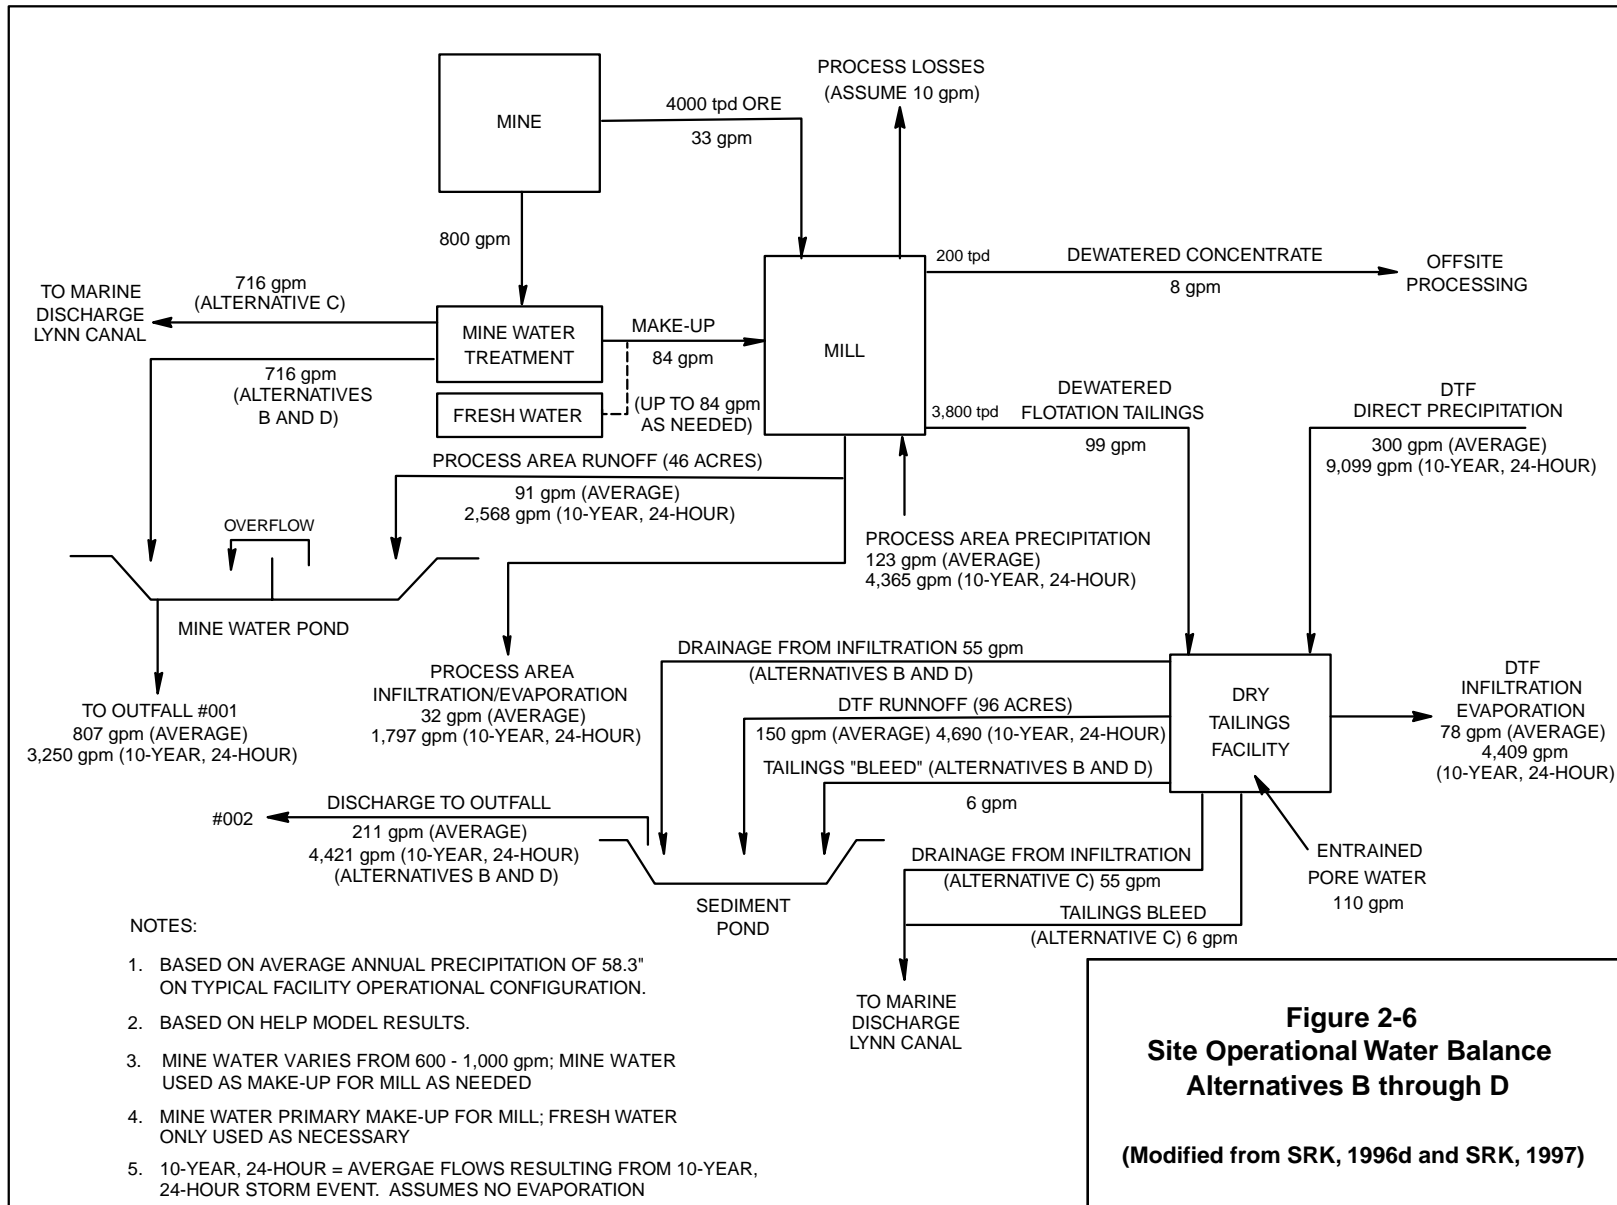 PROCESS LOSSES
(ASSUME 10 gpm)
4000 tpd ORE
33 gpm
MINE
800 gpm
716 gpm
(ALTERNATIVE C)
TO MARINE
DISCHARGE
LYNN CANAL
MINE WATER
TREATMENT
MAKE-UP
84 gpm
MILL
200 tpd
DEWATERED CONCENTRATE
8 gpm
OFFSITE
PROCESSING
716 gpm
(ALTERNATIVES
B AND D)
FRESH WATER
(UP TO 84 gpm
AS NEEDED)
3,800 tpd
DEWATERED
FLOTATION TAILINGS
99 gpm
DTF
DIRECT PRECIPITATION
300 gpm (AVERAGE)
9,099 gpm (10-YEAR, 24-HOUR)
PROCESS AREA RUNOFF (46 ACRES)
91 gpm (AVERAGE)
2,568 gpm (10-YEAR, 24-HOUR)
OVERFLOW
PROCESS AREA PRECIPITATION
123 gpm (AVERAGE)
4,365 gpm (10-YEAR, 24-HOUR)
MINE WATER POND
TO OUTFALL #001
807 gpm (AVERAGE)
3,250 gpm (10-YEAR, 24-HOUR)
PROCESS AREA
INFILTRATION/EVAPORATION
32 gpm (AVERAGE)
1,797 gpm (10-YEAR, 24-HOUR)
DRAINAGE FROM INFILTRATION 55 gpm
(ALTERNATIVES B AND D)
DTF RUNNOFF (96 ACRES)
150 gpm (AVERAGE) 4,690 (10-YEAR, 24-HOUR)
TAILINGS "BLEED" (ALTERNATIVES B AND D)
6 gpm
DRY
TAILINGS
FACILITY
DTF
INFILTRATION
EVAPORATION
78 gpm (AVERAGE)
4,409 gpm
(10-YEAR, 24-HOUR)
#002
DISCHARGE TO OUTFALL
211 gpm (AVERAGE)
4,421 gpm (10-YEAR, 24-HOUR)
(ALTERNATIVES B AND D)
SEDIMENT
POND
DRAINAGE FROM INFILTRATION
(ALTERNATIVE C) 55 gpm
TAILINGS BLEED
(ALTERNATIVE C) 6 gpm
ENTRAINED
PORE WATER
110 gpm
TO MARINE
DISCHARGE
LYNN CANAL
NOTES:
1. BASED ON AVERAGE ANNUAL PRECIPITATION OF 58.3"
ON TYPICAL FACILITY OPERATIONAL CONFIGURATION.
2. BASED ON HELP MODEL RESULTS.
3. MINE WATER VARIES FROM 600 - 1,000 gpm; MINE WATER
USED AS MAKE-UP FOR MILL AS NEEDED
4. MINE WATER PRIMARY MAKE-UP FOR MILL; FRESH WATER
ONLY USED AS NECESSARY
5. 10-YEAR, 24-HOUR = AVERGAE FLOWS RESULTING FROM 10-YEAR,
24-HOUR STORM EVENT. ASSUMES NO EVAPORATION
Figure 2-6
Site Operational Water Balance
Alternatives B through D
(Modified from SRK, 1996d and SRK, 1997)